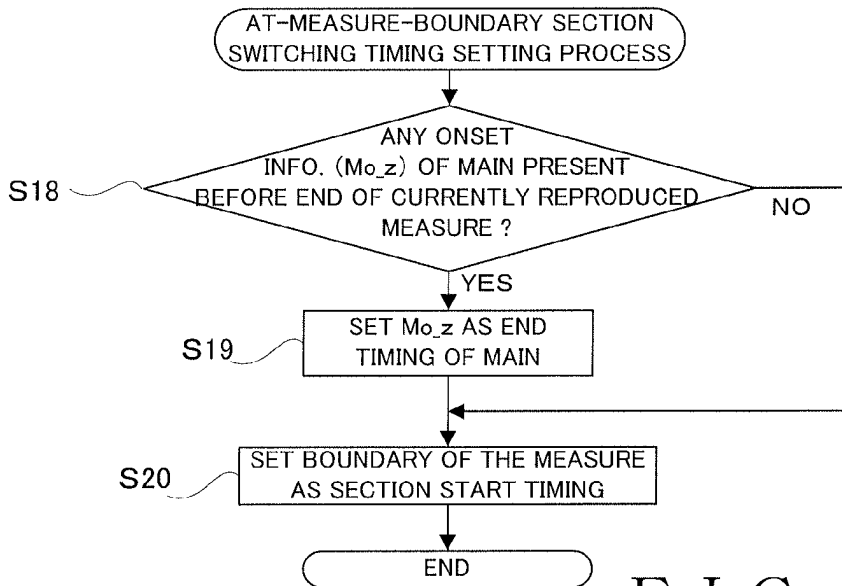 AT-MEASURE-BOUNDARY SECTION
SWITCHING TIMING SETTING PROCESS
ANY ONSET
INFO. (Mo_z) OF MAIN PRESENT
BEFORE END OF CURRENTLY REPRODUCED
MEASURE ?
S18
NO
YES
SET Mo_z AS END
TIMING OF MAIN
S19
SET BOUNDARY OF THE MEASURE
AS SECTION START TIMING
S20
END
F I G